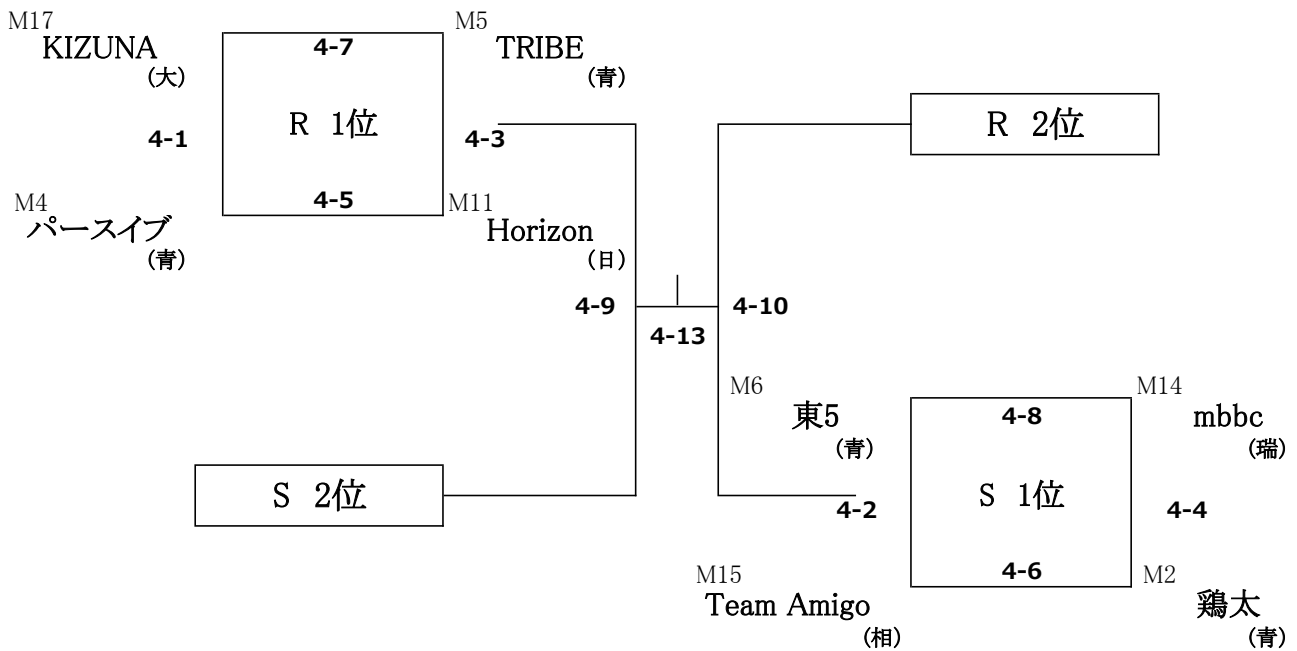 M17
KIZUNA
(大)
4-7
M5
TRIBE
(青)
4-1
R 1位
4-3
M4
パースイブ
(青)
4-5
M11
Horizon
(日)
R 2位
4-9
4-13
4-10
S 2位
M6
東5
(青)
4-8
M14
mbbc
(瑞)
4-2
S 1位
4-4
M15
Team Amigo
(相)
4-6
M2
鶏太
(青)